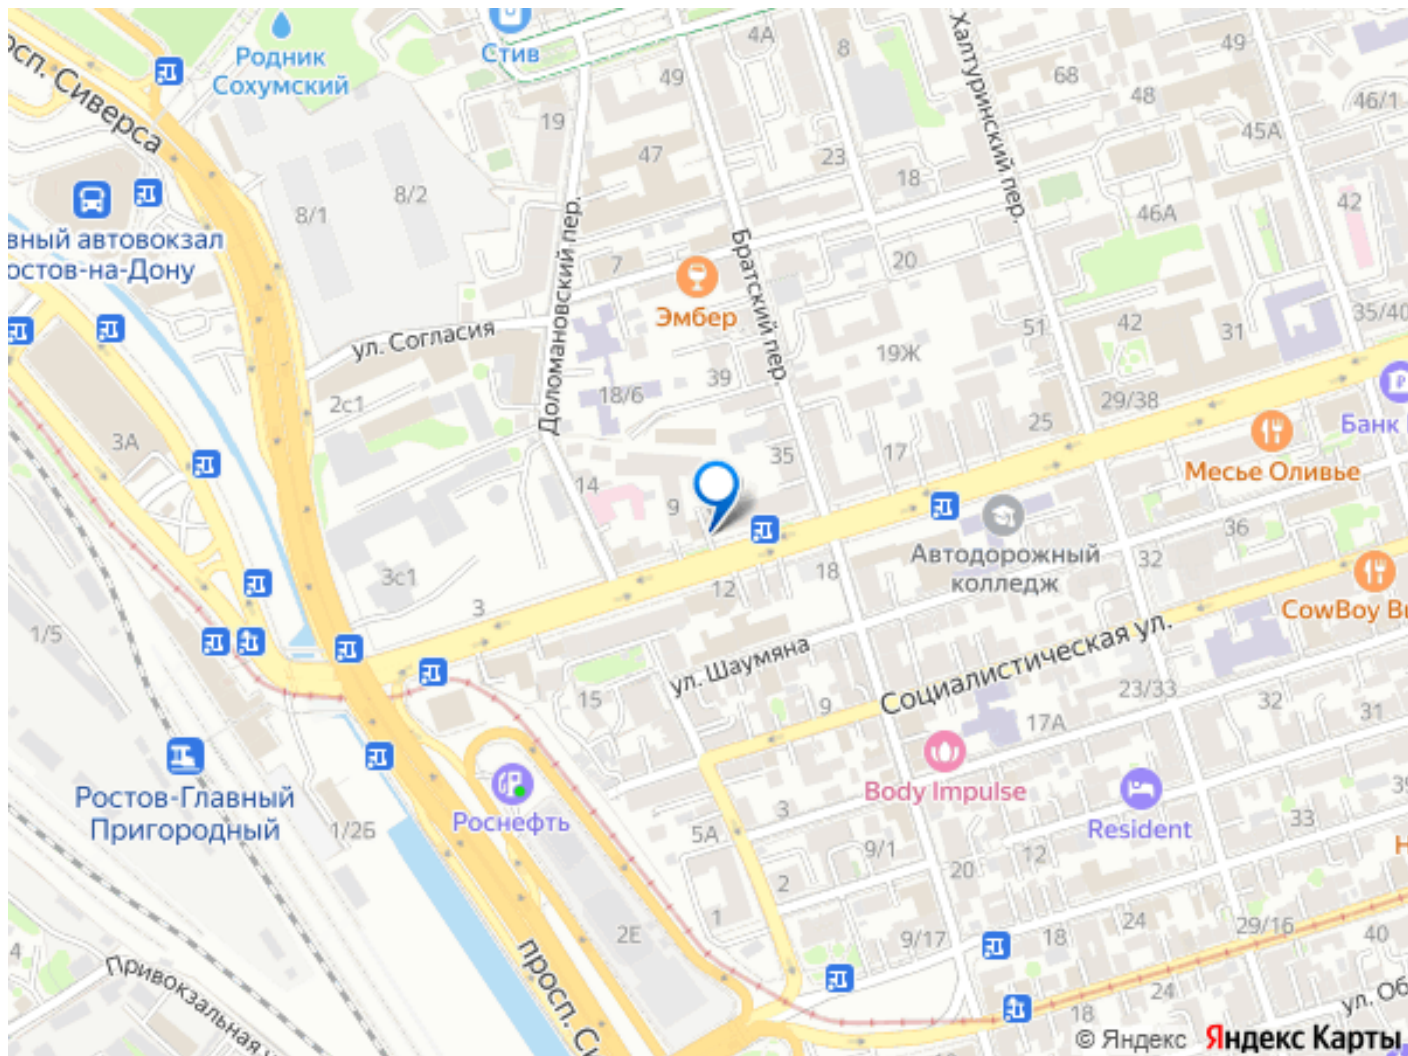 4А
49
8
Халтуринский пер.
49
Родник
Сохумский
Стив
68
48
46/1
просп. Сиверса
19
45А
47
23
18
8/2
8/1
42
46А
вный автовокзал
остов-на-Дону
Доломановский пер.
Братский пер.
7
20
Эмбер
ул. Согласия
51
42
31
35/40
19Ж
39
18/6
2с1
29/38
25
Банк
3А
35
17
Месье Оливье
14
9
36
Автодорожный
колледж
32
3с1
12
18
3
CowBoy B
1/5
Социалистическая ул.
ул. Шаумяна
15
9
23/33
32
31
17А
Ростов-Главный
Пригородный
Body Impulse
Роснефть
1/2Б
3
5А
Resident
33
39
9/1
12
20
2
1
24
29/16
2Е
9/17
18
40
4
Привокзальная у
просп. Си
18
24
ул. Об
© Яндекс Яндекс Карты